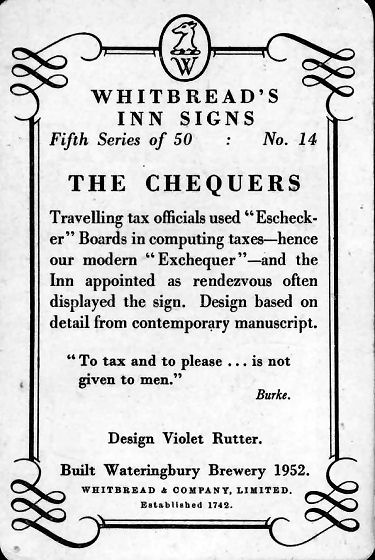 W
WHITBREAD'S
INN SIGNS
Fifth Series of 50 : No. 14
THE CHEQUERS
Travelling tax officials used "Escheck-
er" Boards in computing taxes—hence
our modern "Exchequer"—and the
Inn appointed as rendezvous often
displayed the sign. Design based on
detail from contemporary manuscript.
"To tax and to please ... is not
given to men."
Burke.
Design Violet Rutter.
Built Wateringbury Brewery 1952.
WHITBREAD & COMPANY, LIMITED.
Established 1742.